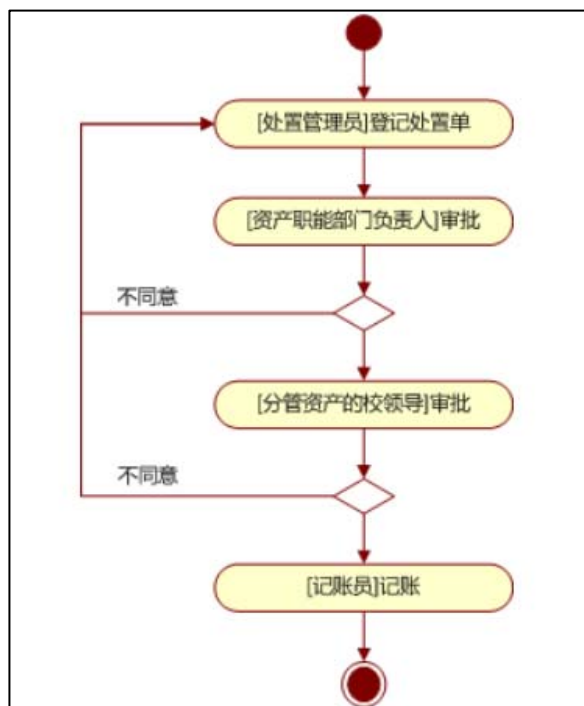 [处置管理员]登记处置单
[资产职能部门负责人]审批
不同意
[分管资产的校领导]审批
不同意
[记账员]记账